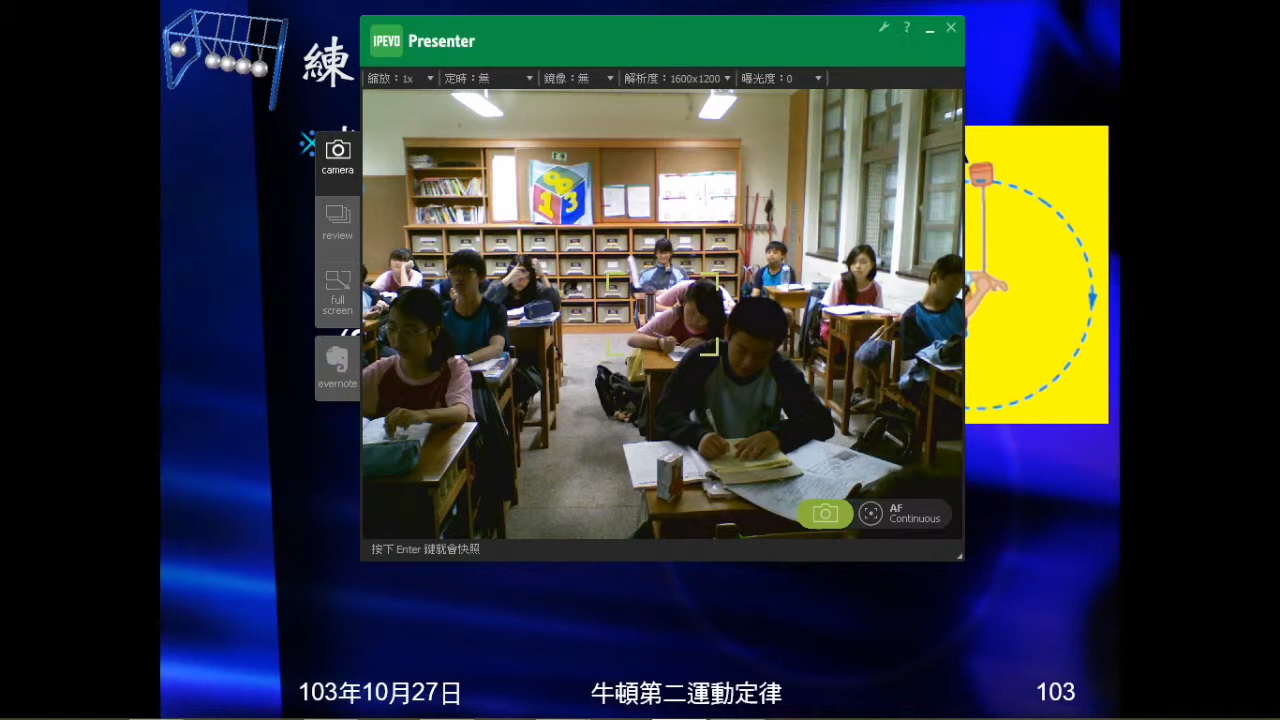 練
IPEVO Presenter
?
縮放：1x 定時：無 鏡像：無 解析度：1600x1200 曝光度：0
camera
review
full
screen
evernote
AF
Continuous
按下 Enter 鍵就會快照
103年10月27日 牛頓第二運動定律 103